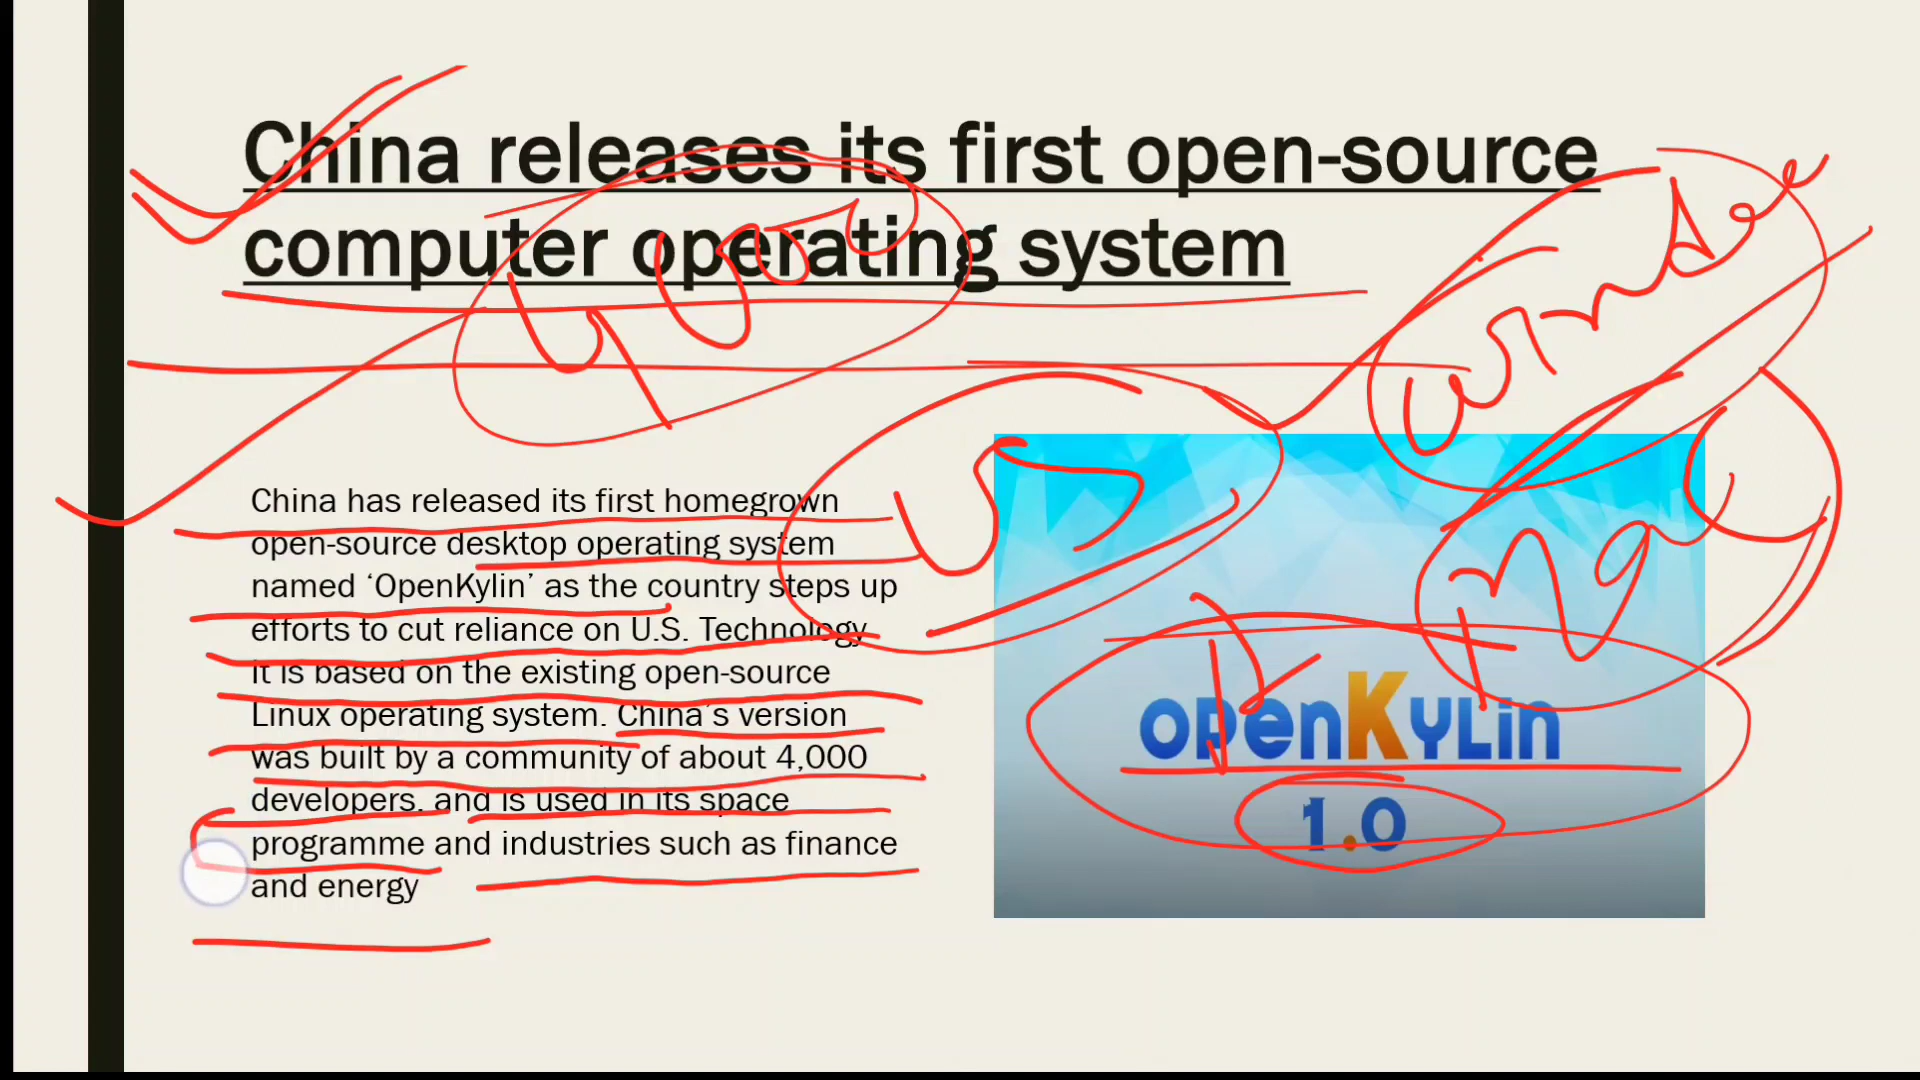 China releases its first open-source
computer operating system
4000
China has released its first homegrown
open-source desktop operating system
named ‘OpenKylin’ as the country steps up
efforts to cut reliance on U.S. Technology
It is based on the existing open-source
Linux operating system. China’s version
was built by a community of about 4,000
developers, and is used in its space
programme and industries such as finance
and energy
US
Mac
openKylin
1.0